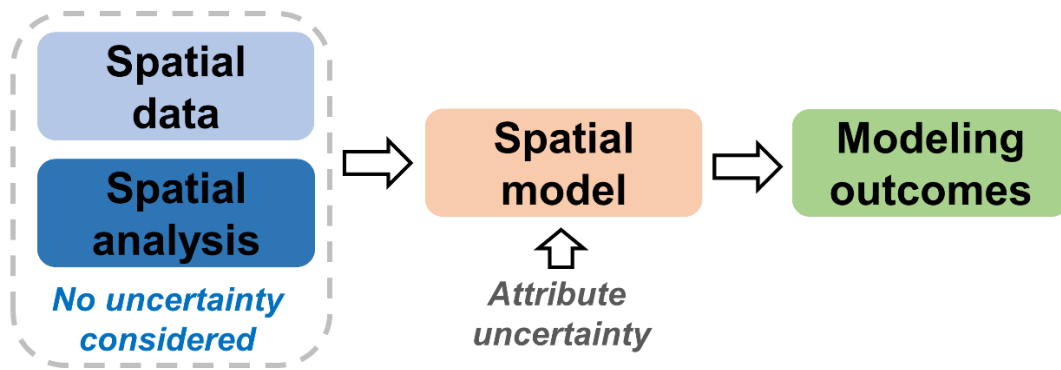 Spatial
data
Spatial
analysis
No uncertainty
considered
Spatial
model
Attribute
uncertainty
Modeling
outcomes